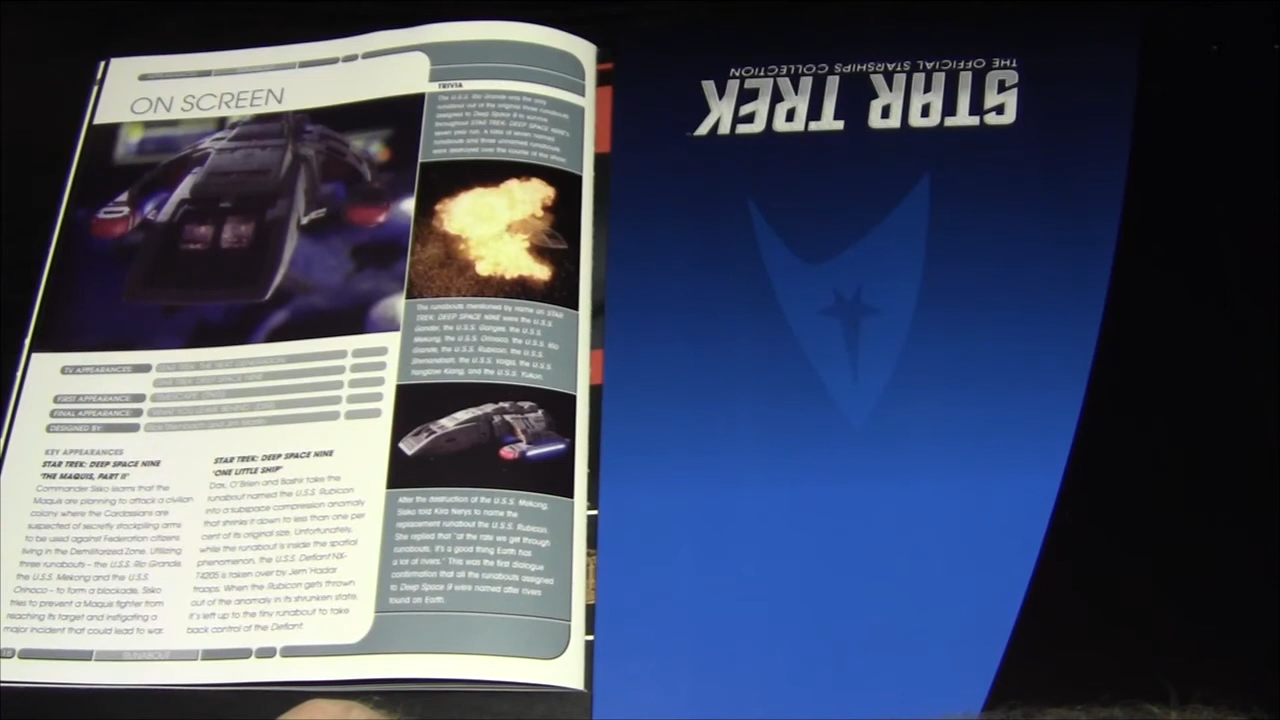 ON SCREEN
TV APPEARANCES:
STAR TREK: THE NEXT GENERATION
STAR TREK: DEEP SPACE NINE
FIRST APPEARANCE:
FINAL APPEARANCE:
DESIGNED BY:
KEY APPEARANCES
STAR TREK: DEEP SPACE NINE
'THE MAQUIS, PART II'
Commander Sisko learns that the
Maquis are planning to attack a civilian
colony where the Cardassians are
suspected of secretly stockpiling arms
to be used against Federation citizens
living in the Demilitarized Zone. Utilizing
three runabouts – the U.S.S. Rio Grande,
the U.S.S. Mekong and the U.S.S.
Orinoco – to form a blockade, Sisko
tries to prevent a Maquis fighter from
reaching its target and instigating a
major incident that could lead to war.
STAR TREK: DEEP SPACE NINE
'ONE LITTLE SHIP'
Dax, O'Brien and Bashir take the
runabout named the U.S.S. Rubicon
into a subspace compression anomaly
that shrinks it down to less than one per
cent of its original size. Unfortunately,
while the runabout is inside the spatial
phenomenon, the U.S.S. Defiant NX-
74205 is taken over by Jem'Hadar
troops. When the Rubicon gets thrown
out of the anomaly in its shrunken state,
it's left up to the tiny runabout to take
back control of the Defiant.
TRIVIA
The U.S.S. Rio Grande was the only
runabout out of the original three runabouts
assigned to Deep Space 9 to survive
throughout STAR TREK: DEEP SPACE NINE's
seven year run. A total of seven named
runabouts and three unnamed runabouts
were destroyed over the course of the show.
The runabouts mentioned by name on STAR
TREK: DEEP SPACE NINE were the U.S.S.
Gander, the U.S.S. Ganges, the U.S.S.
Mekong, the U.S.S. Orinoco, the U.S.S. Rio
Grande, the U.S.S. Rubicon, the U.S.S.
Shenandoah, the U.S.S. Volga, the U.S.S.
Yangtzee Kiang, and the U.S.S. Yukon.
After the destruction of the U.S.S. Mekong,
Sisko told Kira Nerys to name the
replacement runabout the U.S.S. Rubicon.
She replied that "at the rate we get through
runabouts, it's a good thing Earth has
a lot of rivers." This was the first dialogue
confirmation that all the runabouts assigned
to Deep Space 9 were named after rivers
found on Earth.
RUNABOUT
STAR TREK
THE OFFICIAL STARSHIPS COLLECTION